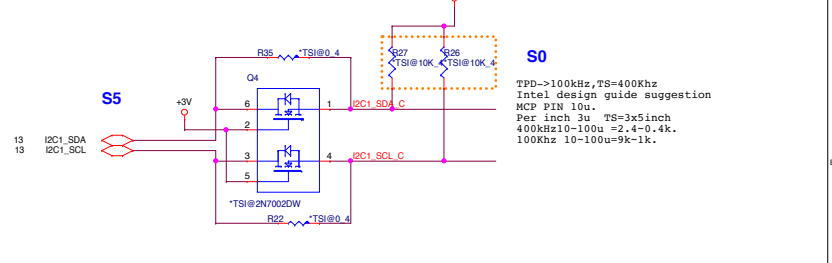 R35
*TSI@0_4
R27
*TSI@10K_4
R26
*TSI@10K_4
S0
Q4
S5
+3V
6
1
I2C1_SDA_C
2
13
I2C1_SDA
13
I2C1_SCL
3
4
I2C1_SCL_C
5
*TSI@2N7002DW
R22
*TSI@0_4
TPD->100kHz,TS=400Khz
Intel design guide suggestion
MCP PIN 10u.
Per inch 3u TS=3x5inch
400kHz10-100u =2.4-0.4k.
100Khz 10-100u=9k-1k.